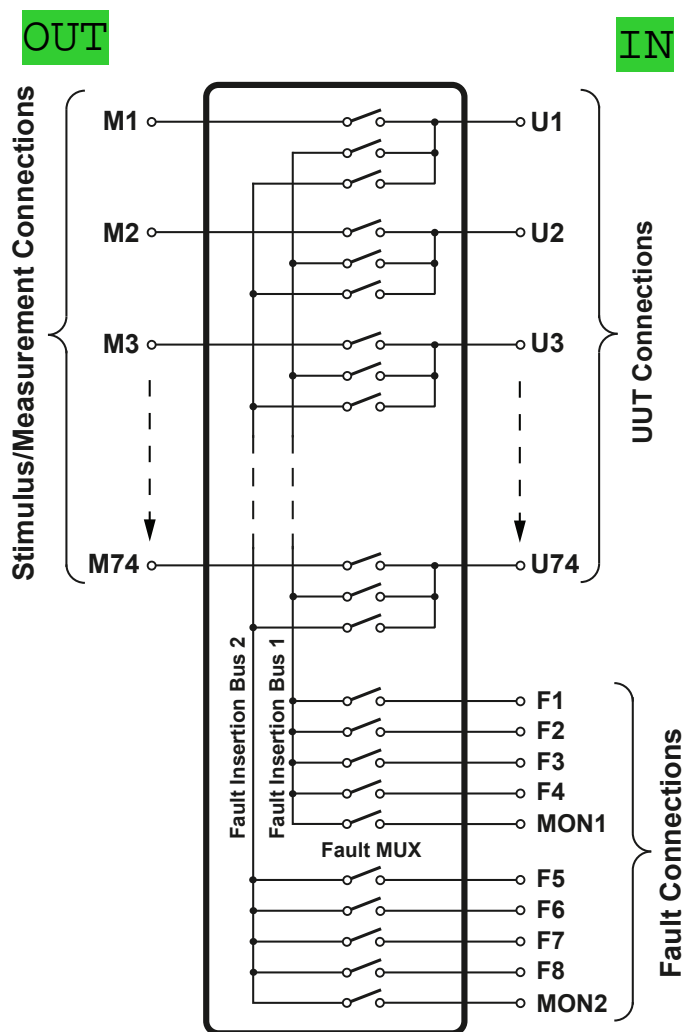 OUT
IN
Stimulus/Measurement Connections
M1
U1
M2
U2
M3
U3
M74
U74
UUT Connections
Fault Insertion Bus 2
Fault Insertion Bus 1
F1
F2
F3
F4
MON1
Fault MUX
F5
F6
F7
F8
MON2
Fault Connections